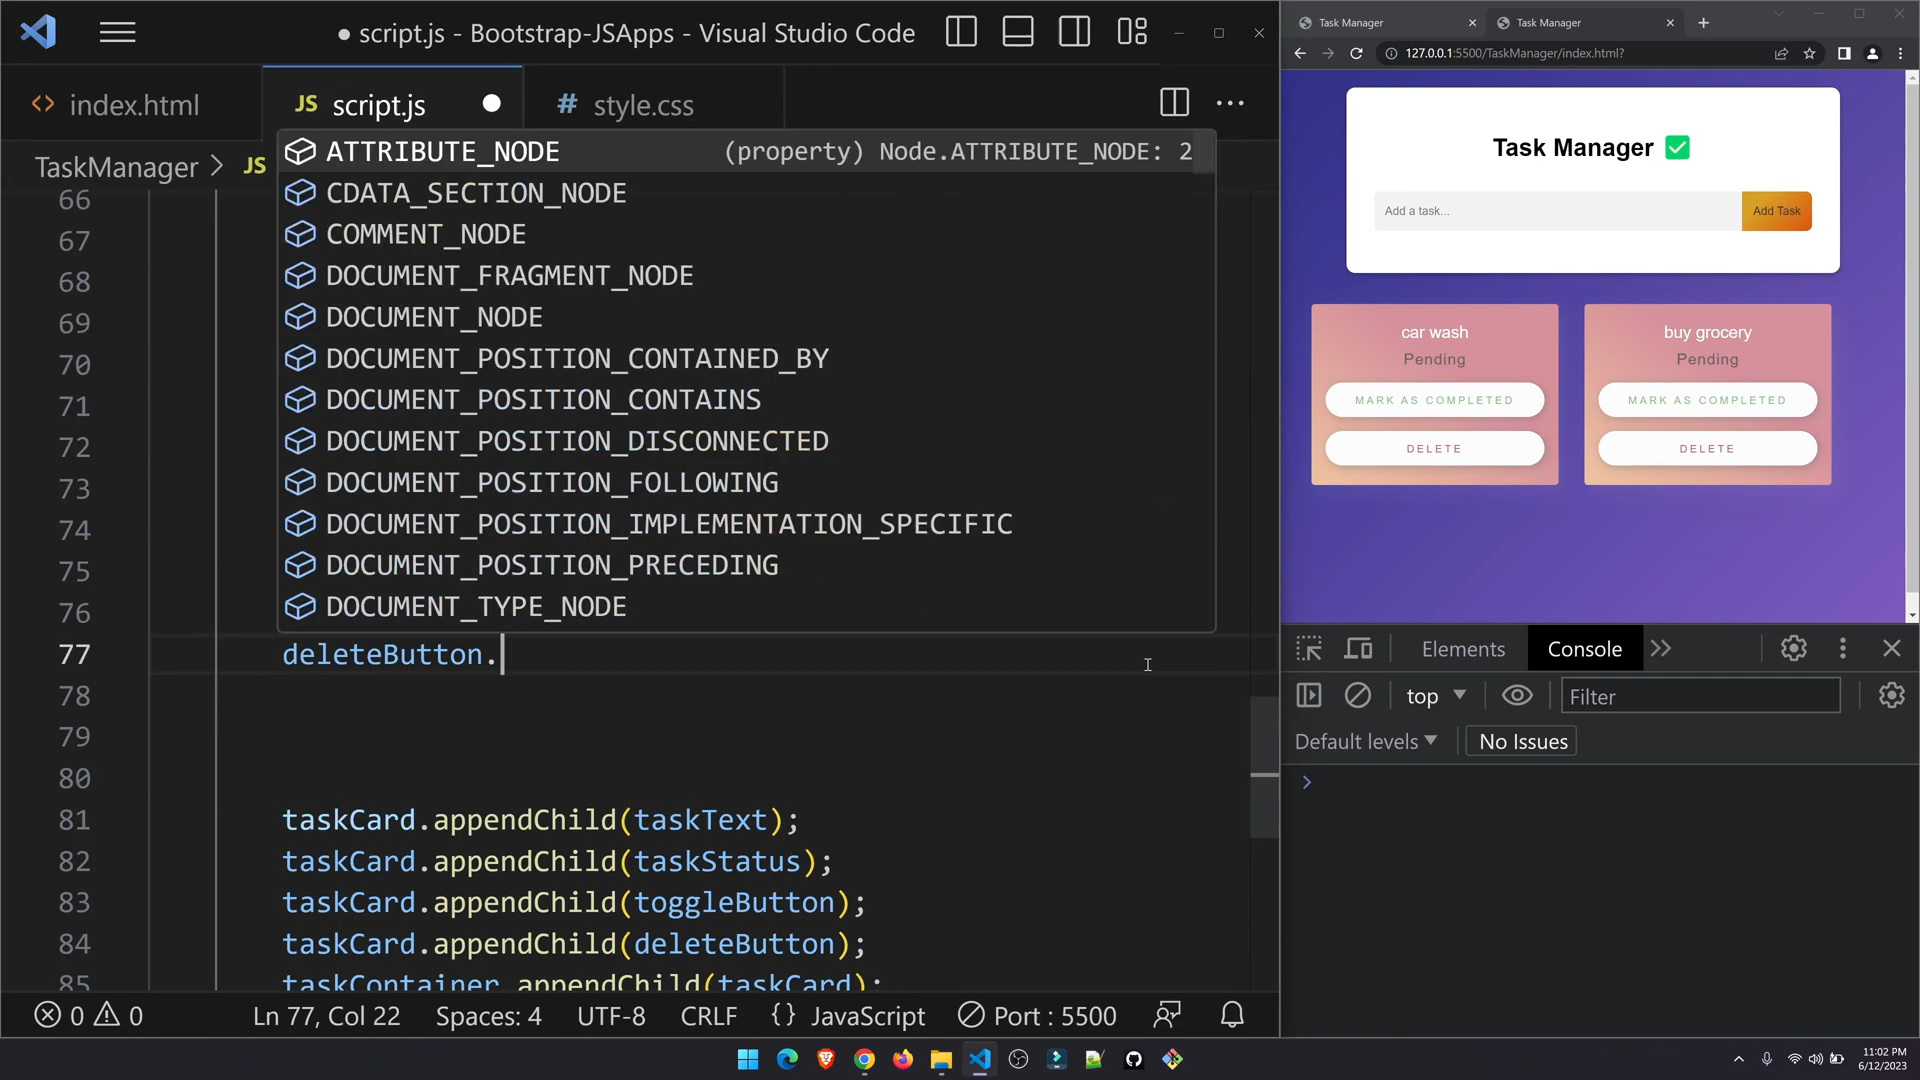 ● script.js - Bootstrap-JSApps - Visual Studio Code
<> index.html
JS script.js
# style.css
TaskManager > JS
ATTRIBUTE_NODE (property) Node.ATTRIBUTE_NODE: 2
CDATA_SECTION_NODE
COMMENT_NODE
DOCUMENT_FRAGMENT_NODE
DOCUMENT_NODE
DOCUMENT_POSITION_CONTAINED_BY
DOCUMENT_POSITION_CONTAINS
DOCUMENT_POSITION_DISCONNECTED
DOCUMENT_POSITION_FOLLOWING
DOCUMENT_POSITION_IMPLEMENTATION_SPECIFIC
DOCUMENT_POSITION_PRECEDING
DOCUMENT_TYPE_NODE
66
67
68
69
70
71
72
73
74
75
76
77 deleteButton.
78
79
80
81 taskCard.appendChild(taskText);
82 taskCard.appendChild(taskStatus);
83 taskCard.appendChild(toggleButton);
84 taskCard.appendChild(deleteButton);
85 taskContainer.appendChild(taskCard);
0 0 Ln 77, Col 22 Spaces: 4 UTF-8 CRLF {} JavaScript Port : 5500
Task Manager
Task Manager
127.0.0.1:5500/TaskManager/index.html?
Task Manager ✅
Add a task...
Add Task
car wash
Pending
MARK AS COMPLETED
DELETE
buy grocery
Pending
MARK AS COMPLETED
DELETE
Elements Console
top Filter
Default levels No Issues
11:02 PM
6/12/2023